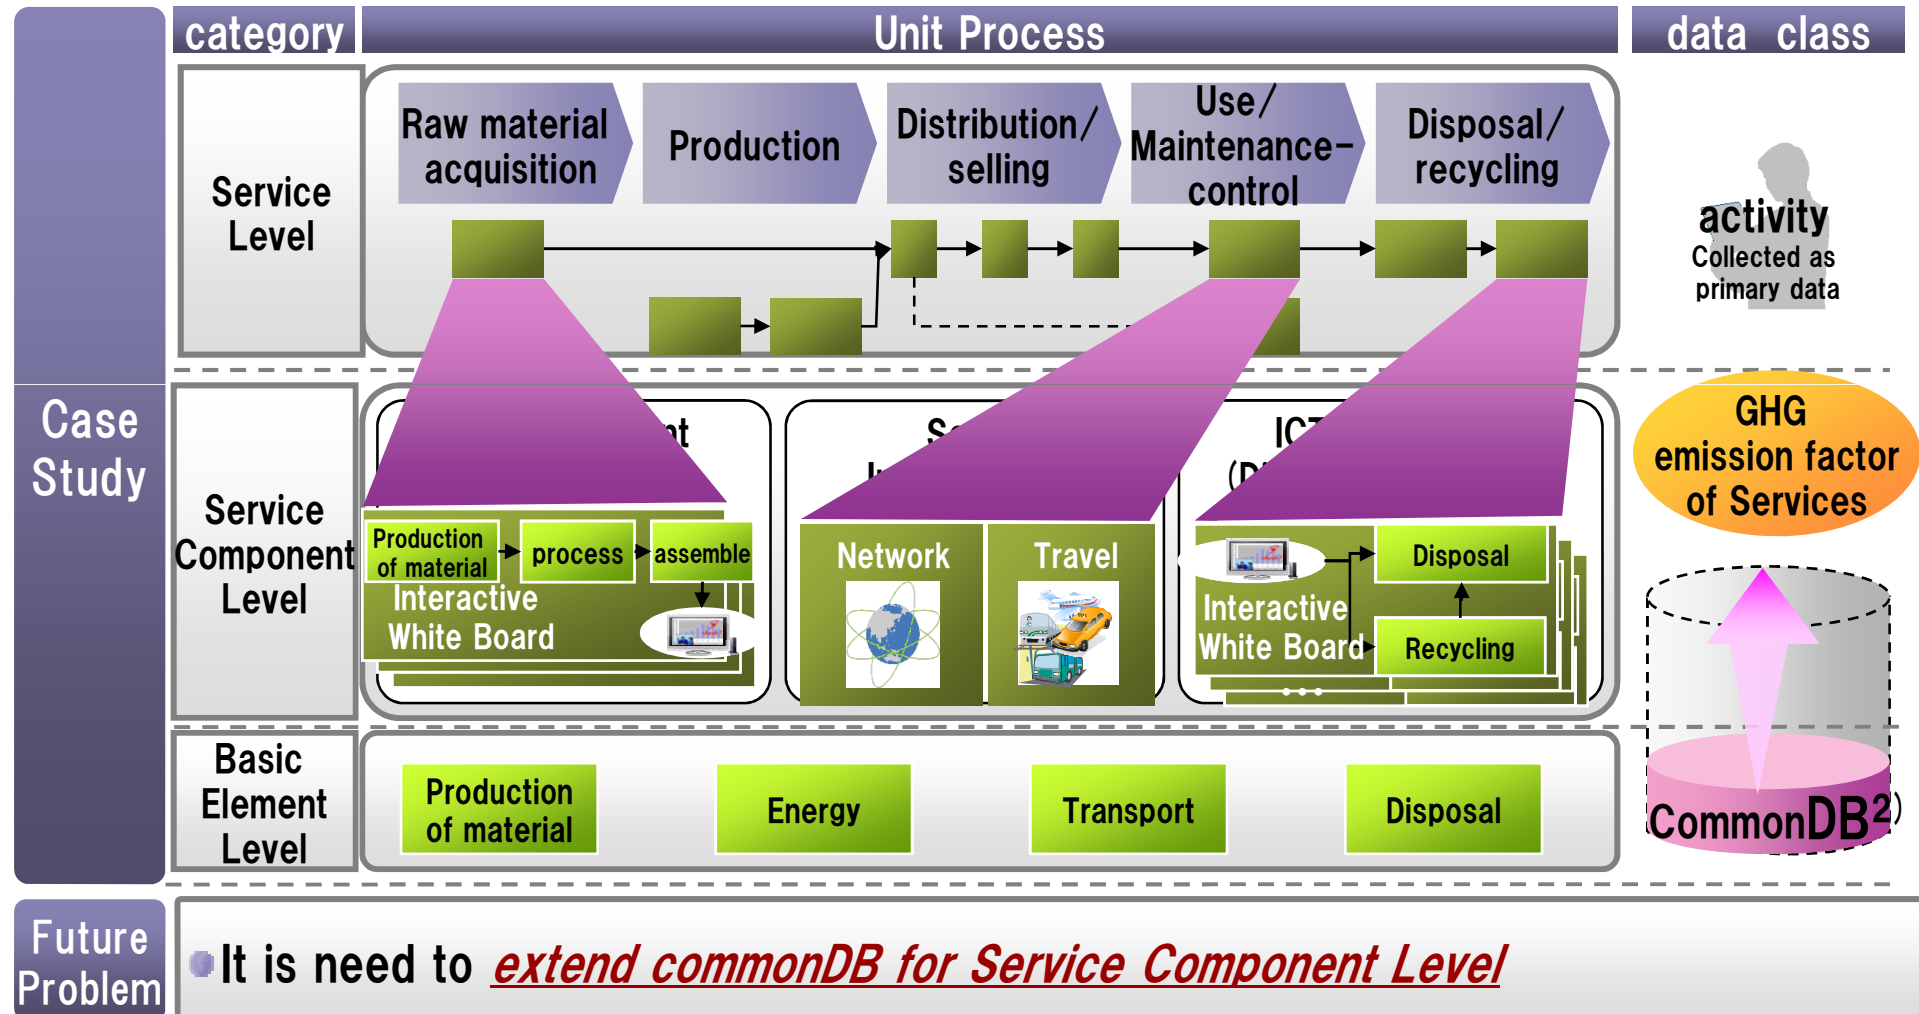 category
Unit Process
data class
Service
Level
Raw material
acquisition
Production
Distribution/
selling
Use/
Maintenance-
control
Disposal/
recycling
activity
Collected as
primary data
Case
Study
Service
Component
Level
Production
of material
process
assemble
Interactive
White Board
Network
Travel
Interactive
White Board
Disposal
Recycling
GHG
emission factor
of Services
Basic
Element
Level
Production
of material
Energy
Transport
Disposal
CommonDB2)
Future
Problem
It is need to extend commonDB for Service Component Level